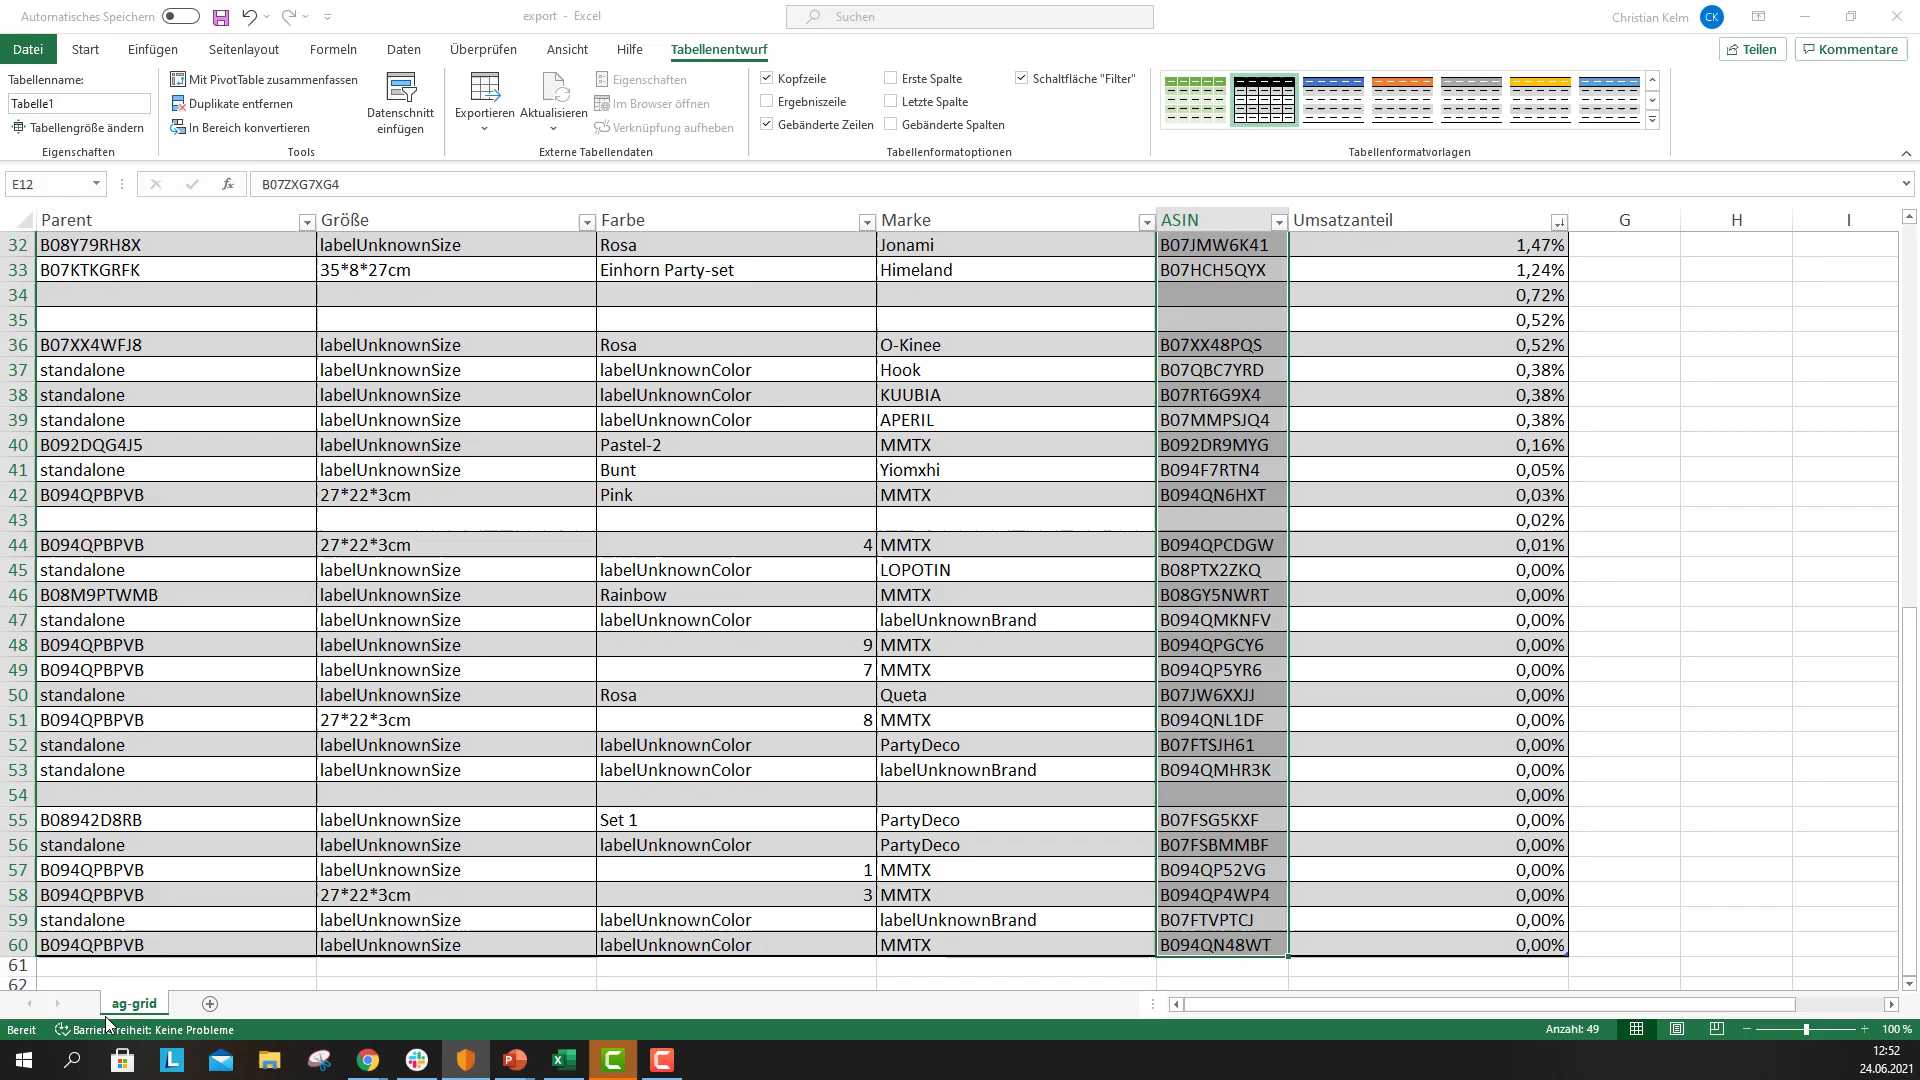 Automatisches Speichern
export - Excel
Suchen
Christian Kelm CK
Datei Start Einfügen Seitenlayout Formeln Daten Überprüfen Ansicht Hilfe Tabellenentwurf Teilen Kommentare
Tabellenname:
Tabelle1
Tabellengröße ändern
Eigenschaften
Mit PivotTable zusammenfassen
Duplikate entfernen
In Bereich konvertieren
Datenschnitt
einfügen
Tools
Exportieren Aktualisieren
Eigenschaften
Im Browser öffnen
Verknüpfung aufheben
Externe Tabellendaten
Kopfzeile Erste Spalte Schaltfläche "Filter"
Ergebniszeile Letzte Spalte
Gebänderte Zeilen Gebänderte Spalten
Tabellenformatoptionen
Tabellenformatvorlagen
E12 fx B07ZXG7XG4
Parent Größe Farbe Marke ASIN Umsatzanteil G H I
32 B08Y79RH8X labelUnknownSize Rosa Jonami B07JMW6K41 1,47%
33 B07KTKGRFK 35*8*27cm Einhorn Party-set Himeland B07HCH5QYX 1,24%
34 0,72%
35 0,52%
36 B07XX4WFJ8 labelUnknownSize Rosa O-Kinee B07XX48PQS 0,52%
37 standalone labelUnknownSize labelUnknownColor Hook B07QBC7YRD 0,38%
38 standalone labelUnknownSize labelUnknownColor KUUBIA B07RT6G9X4 0,38%
39 standalone labelUnknownSize labelUnknownColor APERIL B07MMPSJQ4 0,38%
40 B092DQG4J5 labelUnknownSize Pastel-2 MMTX B092DR9MYG 0,16%
41 standalone labelUnknownSize Bunt Yiomxhi B094F7RTN4 0,05%
42 B094QPBPVB 27*22*3cm Pink MMTX B094QN6HXT 0,03%
43 0,02%
44 B094QPBPVB 27*22*3cm 4 MMTX B094QPCDGW 0,01%
45 standalone labelUnknownSize labelUnknownColor LOPOTIN B08PTX2ZKQ 0,00%
46 B08M9PTWMB labelUnknownSize Rainbow MMTX B08GY5NWRT 0,00%
47 standalone labelUnknownSize labelUnknownColor labelUnknownBrand B094QMKNFV 0,00%
48 B094QPBPVB labelUnknownSize 9 MMTX B094QPGCY6 0,00%
49 B094QPBPVB labelUnknownSize 7 MMTX B094QP5YR6 0,00%
50 standalone labelUnknownSize Rosa Queta B07JW6XXJJ 0,00%
51 B094QPBPVB 27*22*3cm 8 MMTX B094QNL1DF 0,00%
52 standalone labelUnknownSize labelUnknownColor PartyDeco B07FTSJH61 0,00%
53 standalone labelUnknownSize labelUnknownColor labelUnknownBrand B094QMHR3K 0,00%
54 0,00%
55 B08942D8RB labelUnknownSize Set 1 PartyDeco B07FSG5KXF 0,00%
56 standalone labelUnknownSize labelUnknownColor PartyDeco B07FSBMMBF 0,00%
57 B094QPBPVB labelUnknownSize 1 MMTX B094QP52VG 0,00%
58 B094QPBPVB 27*22*3cm 3 MMTX B094QP4WP4 0,00%
59 standalone labelUnknownSize labelUnknownColor labelUnknownBrand B07FTVPTCJ 0,00%
60 B094QPBPVB labelUnknownSize labelUnknownColor MMTX B094QN48WT 0,00%
61
62
ag-grid
Bereit Barrierefreiheit: Keine Probleme Anzahl: 49 100 %
12:52
24.06.2021